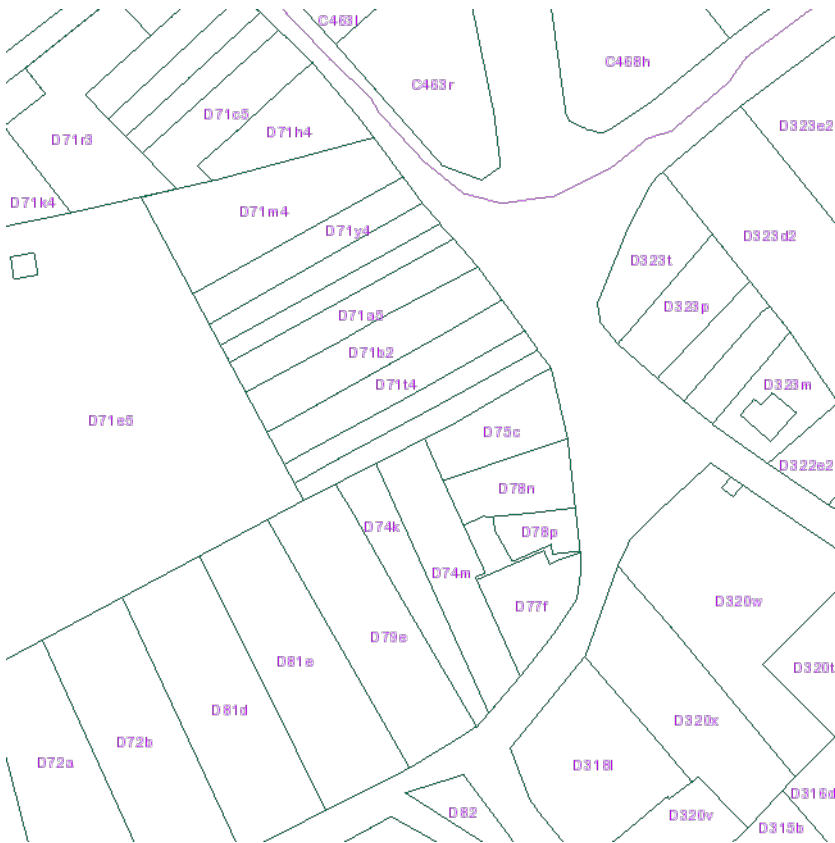 C463l
C463r
C468h
D71c5
D323e2
D71h4
D71r3
D71k4
D71m4
D71y4
D323d2
D323t
D323p
D71a5
D71b2
D71t4
D323m
D71e5
D75c
D322e2
D78n
D74k
D78p
D74m
D320w
D77f
D79e
D81e
D320t
D81d
D320x
D72b
D72a
D318l
D316d
D82
D320v
D315b